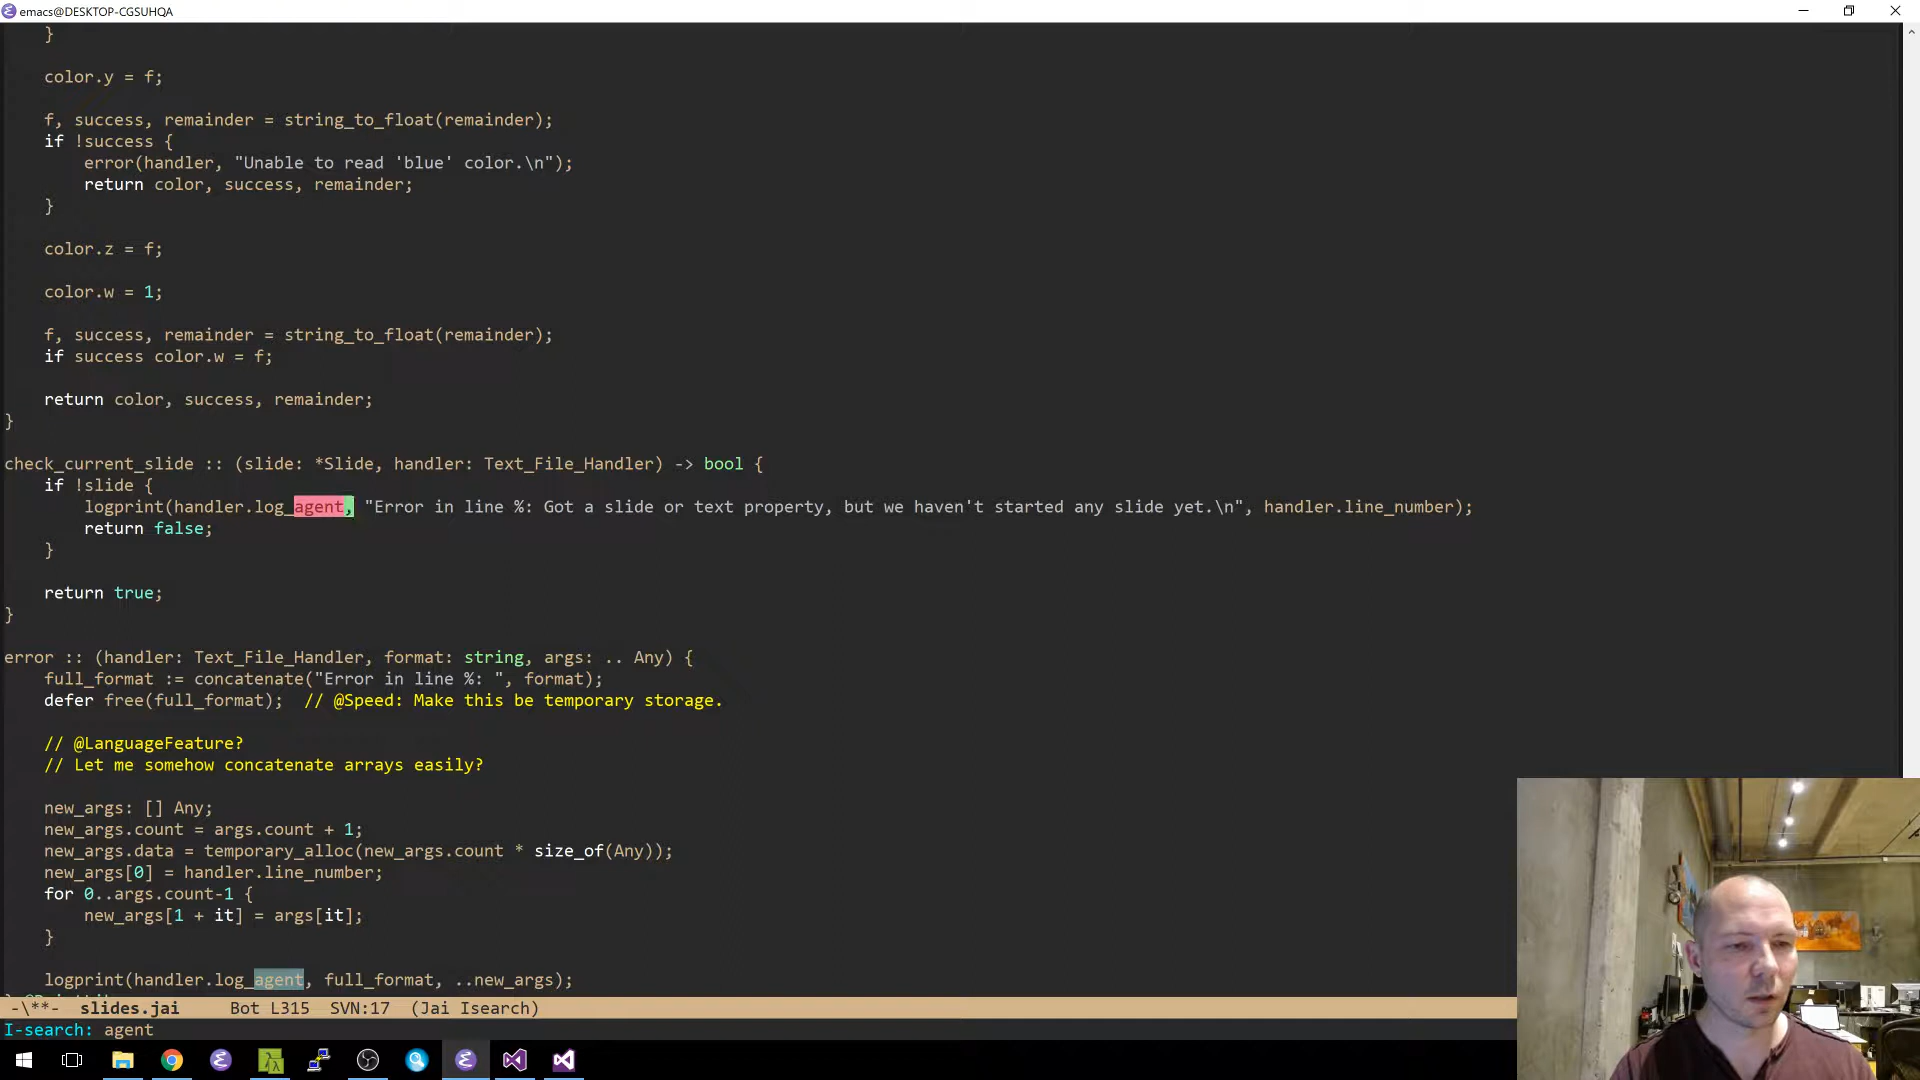 emacs@DESKTOP-CGSUHQA
}
color.y = f;
f, success, remainder = string_to_float(remainder);
if !success {
error(handler, "Unable to read 'blue' color.\n");
return color, success, remainder;
}
color.z = f;
color.w = 1;
f, success, remainder = string_to_float(remainder);
if success color.w = f;
return color, success, remainder;
}
check_current_slide :: (slide: *Slide, handler: Text_File_Handler) -> bool {
if !slide {
logprint(handler.log_agent, "Error in line %: Got a slide or text property, but we haven't started any slide yet.\n", handler.line_number);
return false;
}
return true;
}
error :: (handler: Text_File_Handler, format: string, args: .. Any) {
full_format := concatenate("Error in line %: ", format);
defer free(full_format);  // @Speed: Make this be temporary storage.
// @LanguageFeature?
// Let me somehow concatenate arrays easily?
new_args: [] Any;
new_args.count = args.count + 1;
new_args.data = temporary_alloc(new_args.count * size_of(Any));
new_args[0] = handler.line_number;
for 0..args.count-1 {
new_args[1 + it] = args[it];
}
logprint(handler.log_agent, full_format, ..new_args);
-\**-  slides.jai     Bot L315  SVN:17  (Jai Isearch)
I-search: agent